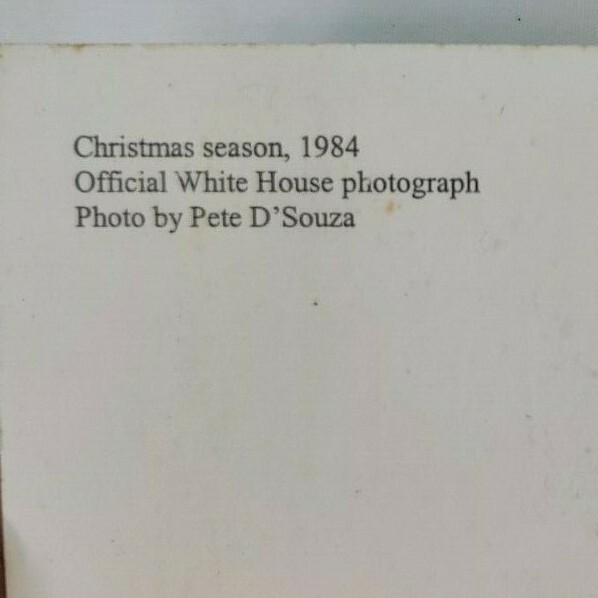 Christmas season, 1984
Official White House photograph
Photo by Pete D’Souza